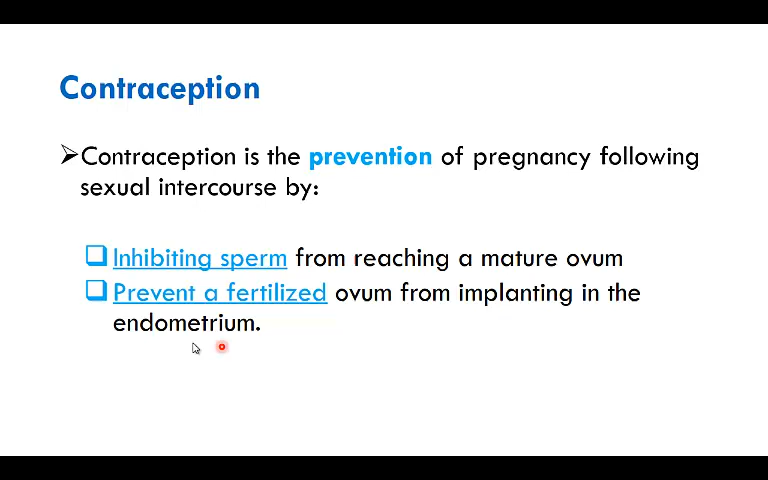 Contraception
➢Contraception is the prevention of pregnancy following
sexual intercourse by:
❑ Inhibiting sperm from reaching a mature ovum
❑ Prevent a fertilized ovum from implanting in the
endometrium.